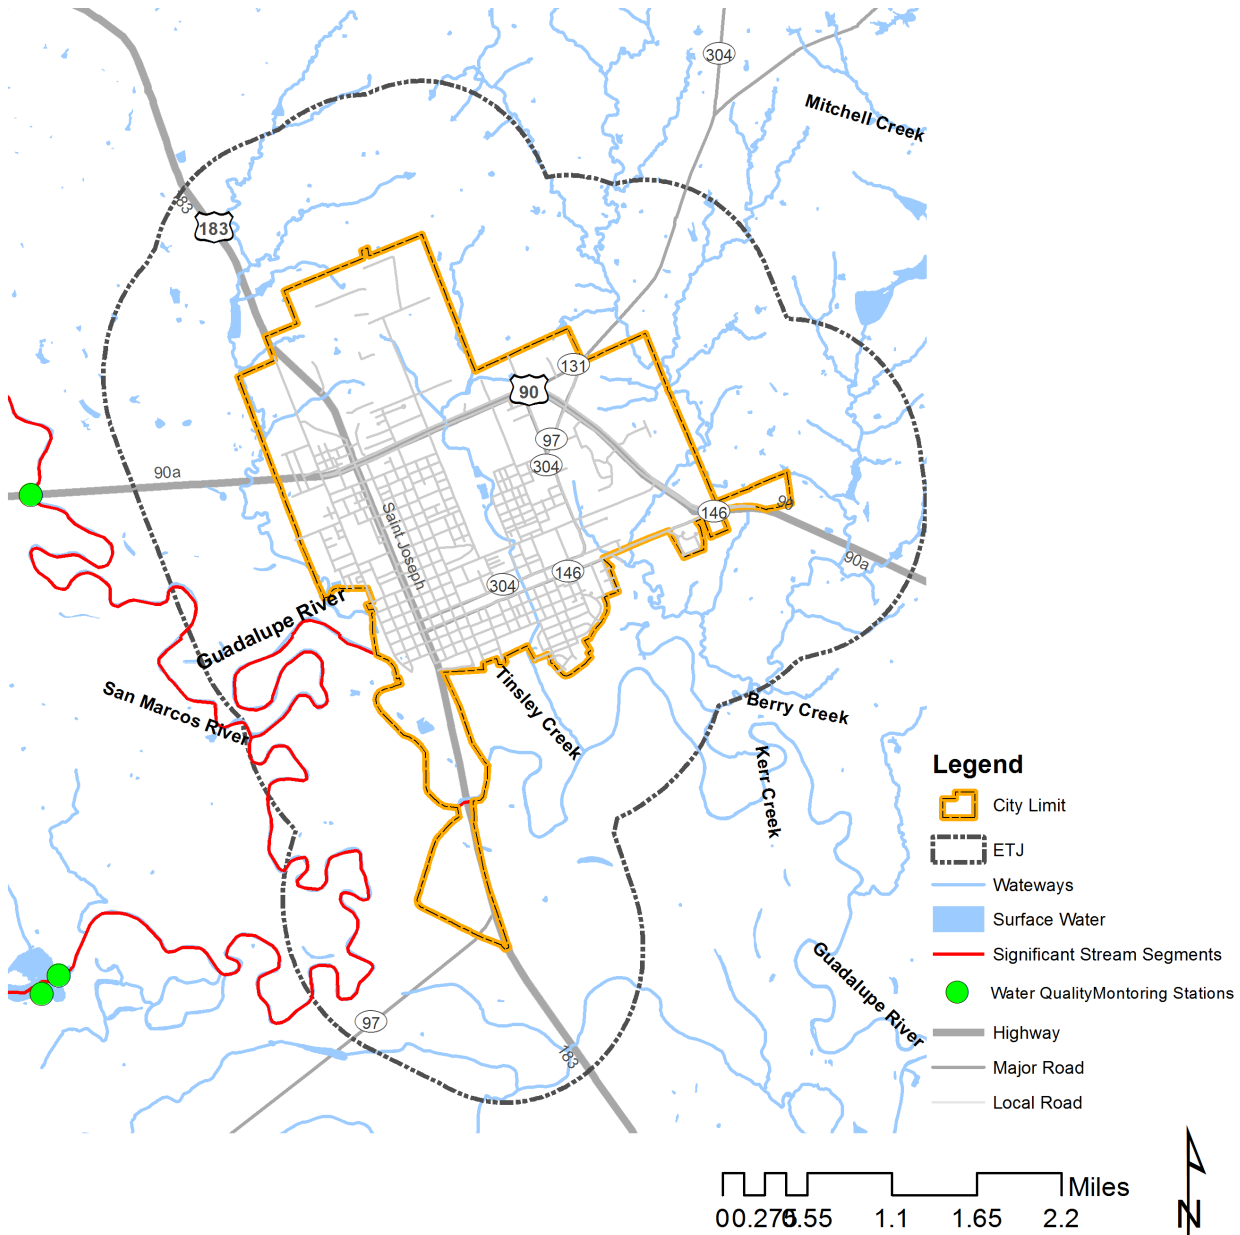 304
Mitchell Creek
183
183
131
90
97
90a
304
90
146
Saint Joseph
90a
146
304
Guadalupe River
San Marcos River
Tinsley Creek
Berry Creek
Kerr Creek
Legend
City Limit
ETJ
Wateways
Surface Water
Significant Stream Segments
Water QualityMontoring Stations
Highway
Major Road
Local Road
Guadalupe River
97
183
Miles
0 0.275 0.55 1.1 1.65 2.2
N